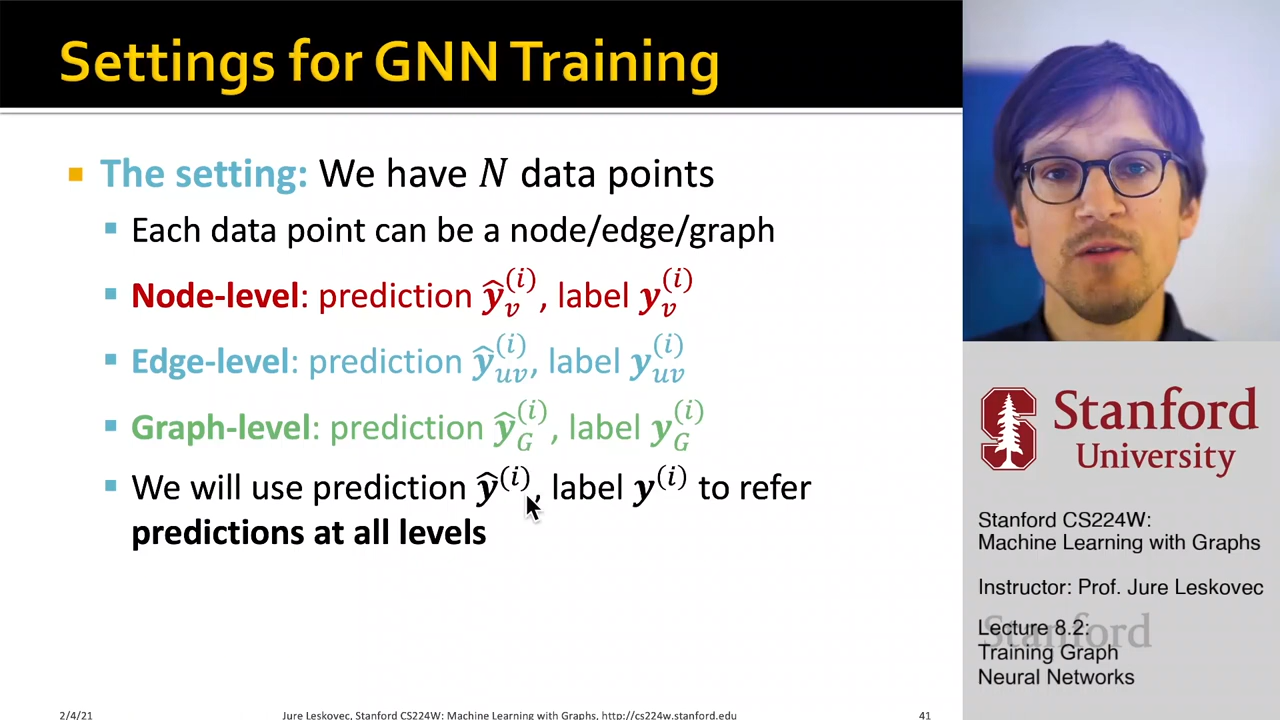 Settings for GNN Training
The setting: We have N data points
Each data point can be a node/edge/graph
Node-level: prediction ŷ_v^(i), label y_v^(i)
Edge-level: prediction ŷ_uv^(i), label y_uv^(i)
Graph-level: prediction ŷ_G^(i), label y_G^(i)
We will use prediction ŷ^(i), label y^(i) to refer
predictions at all levels
2/4/21
Jure Leskovec, Stanford CS224W: Machine Learning with Graphs, http://cs224w.stanford.edu
41
Stanford
University
Stanford CS224W:
Machine Learning with Graphs
Instructor: Prof. Jure Leskovec
Stanford
Lecture 8.2:
Training Graph
Neural Networks